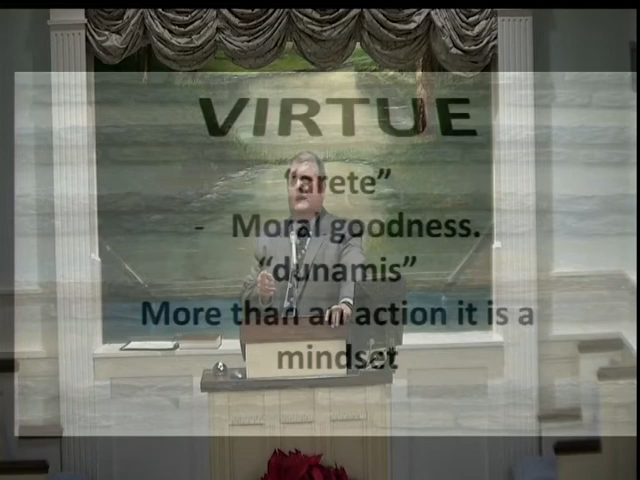 VIRTUE
“arete”
- Moral goodness.
“dunamis”
More than an action it is a
mindset